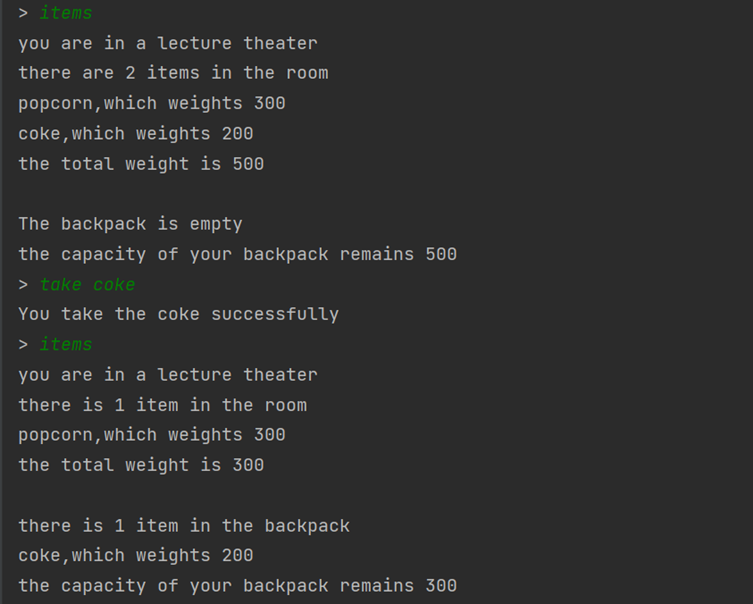 > items
you are in a lecture theater
there are 2 items in the room
popcorn,which weights 300
coke,which weights 200
the total weight is 500
The backpack is empty
the capacity of your backpack remains 500
> take coke
You take the coke successfully
> items
you are in a lecture theater
there is 1 item in the room
popcorn,which weights 300
the total weight is 300
there is 1 item in the backpack
coke,which weights 200
the capacity of your backpack remains 300